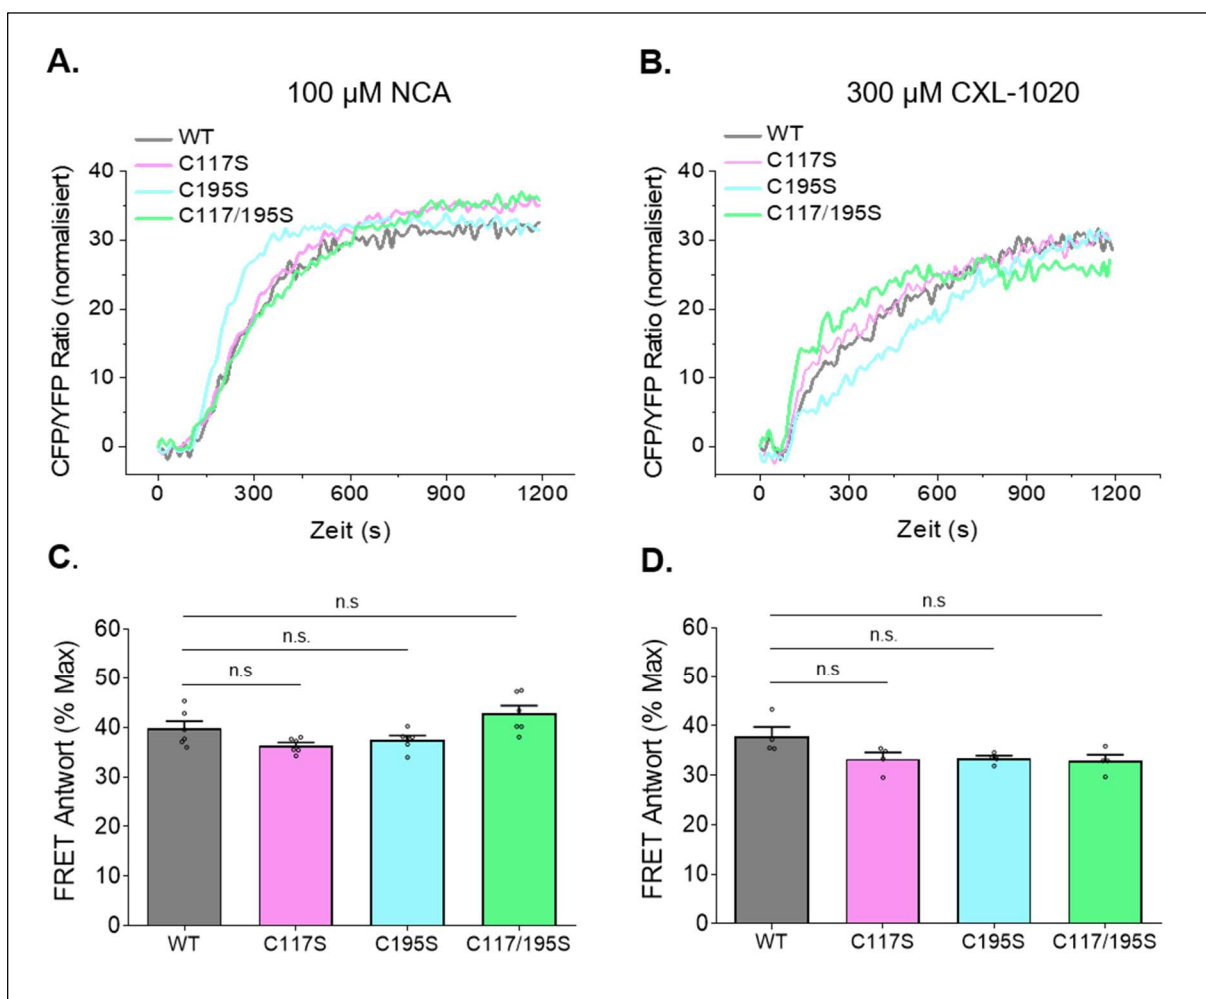 A.
100 µM NCA
WT
C117S
C195S
C117/195S
CFP/YFP Ratio (normalisiert)
40
30
20
10
0
0 300 600 900 1200
Zeit (s)
B.
300 µM CXL-1020
WT
C117S
C195S
C117/195S
CFP/YFP Ratio (normalisiert)
40
30
20
10
0
0 300 600 900 1200
Zeit (s)
C.
n.s
n.s.
n.s
FRET Antwort (% Max)
60
50
40
30
20
10
0
WT C117S C195S C117/195S
D.
n.s
n.s.
n.s
FRET Antwort (% Max)
60
50
40
30
20
10
0
WT C117S C195S C117/195S